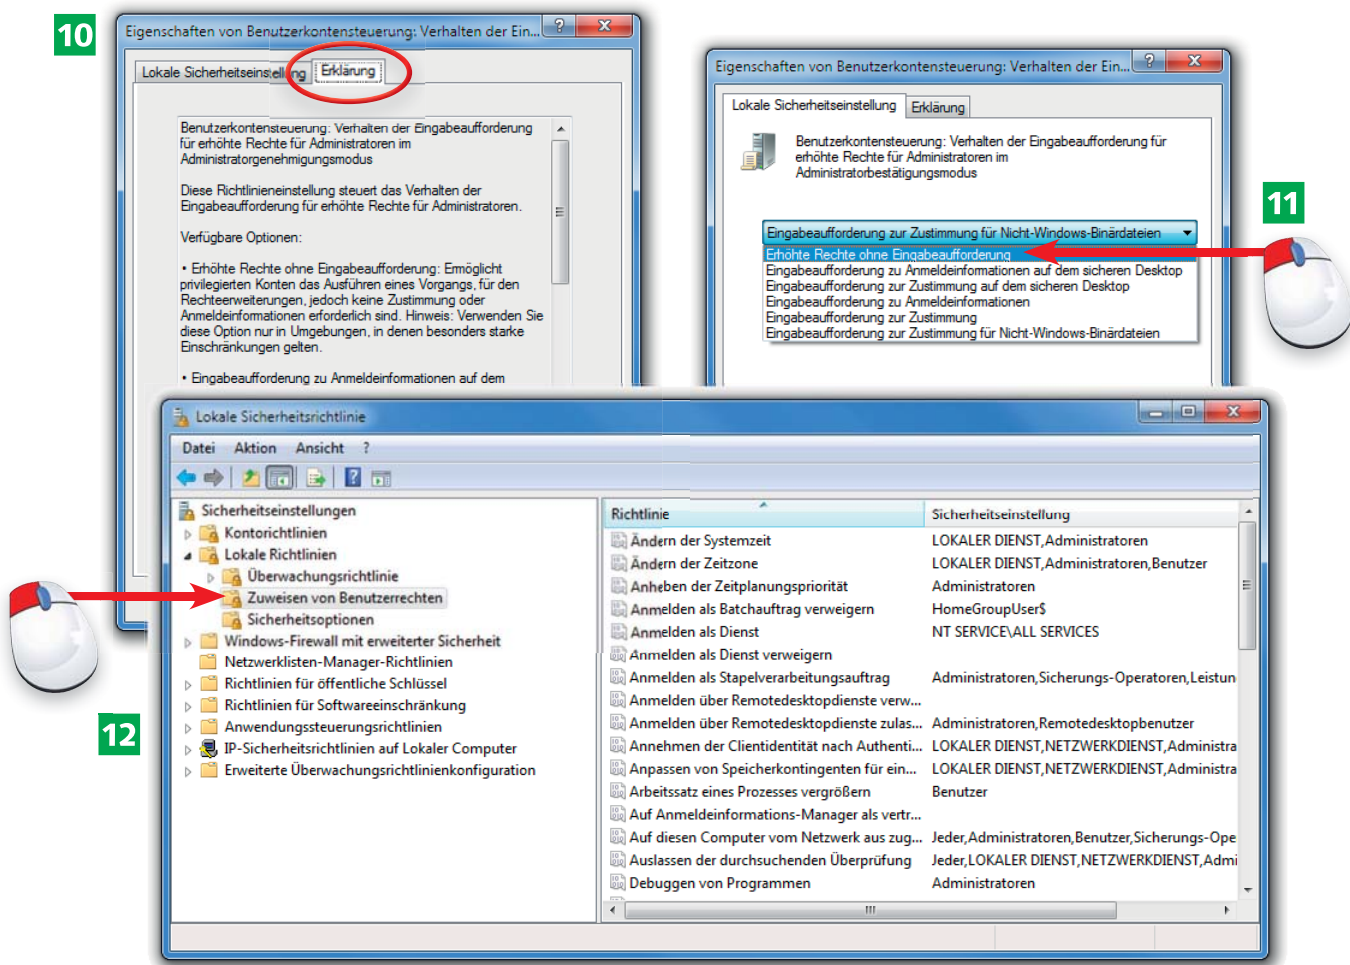 10
Eigenschaften von Benutzerkontensteuerung: Verhalten der Ein...
Lokale Sicherheitseinstellung
Erklärung
Benutzerkontensteuerung: Verhalten der Eingabeaufforderung
für erhöhte Rechte für Administratoren im
Administratorgenehmigungsmodus
Diese Richtlinieneinstellung steuert das Verhalten der
Eingabeaufforderung für erhöhte Rechte für Administratoren.
Verfügbare Optionen:
• Erhöhte Rechte ohne Eingabeaufforderung: Ermöglicht
privilegierten Konten das Ausführen eines Vorgangs, für den
Rechteerweiterungen, jedoch keine Zustimmung oder
Anmeldeinformationen erforderlich sind. Hinweis: Verwenden Sie
diese Option nur in Umgebungen, in denen besonders starke
Einschränkungen gelten.
• Eingabeaufforderung zu Anmeldeinformationen auf dem
Eigenschaften von Benutzerkontensteuerung: Verhalten der Ein...
Lokale Sicherheitseinstellung
Erklärung
Benutzerkontensteuerung: Verhalten der Eingabeaufforderung für
erhöhte Rechte für Administratoren im
Administratorbestätigungsmodus
11
Eingabeaufforderung zur Zustimmung für Nicht-Windows-Binärdateien
Erhöhte Rechte ohne Eingabeaufforderung
Eingabeaufforderung zu Anmeldeinformationen auf dem sicheren Desktop
Eingabeaufforderung zur Zustimmung auf dem sicheren Desktop
Eingabeaufforderung zu Anmeldeinformationen
Eingabeaufforderung zur Zustimmung
Eingabeaufforderung zur Zustimmung für Nicht-Windows-Binärdateien
Lokale Sicherheitsrichtlinie
Datei Aktion Ansicht ?
Sicherheitseinstellungen
Kontorichtlinien
Lokale Richtlinien
Überwachungsrichtlinie
Zuweisen von Benutzerrechten
Sicherheitsoptionen
Windows-Firewall mit erweiterter Sicherheit
Netzwerklisten-Manager-Richtlinien
Richtlinien für öffentliche Schlüssel
Richtlinien für Softwareeinschränkung
Anwendungssteuerungsrichtlinien
IP-Sicherheitsrichtlinien auf Lokaler Computer
Erweiterte Überwachungsrichtlinienkonfiguration
12
Richtlinie Sicherheitseinstellung
Ändern der Systemzeit LOKALER DIENST,Administratoren
Ändern der Zeitzone LOKALER DIENST,Administratoren,Benutzer
Anheben der Zeitplanungspriorität Administratoren
Anmelden als Batchauftrag verweigern HomeGroupUser$
Anmelden als Dienst NT SERVICE\ALL SERVICES
Anmelden als Dienst verweigern
Anmelden als Stapelverarbeitungsauftrag Administratoren,Sicherungs-Operatoren,Leistun
Anmelden über Remotedesktopdienste verw...
Anmelden über Remotedesktopdienste zulas... Administratoren,Remotedesktopbenutzer
Annehmen der Clientidentität nach Authenti... LOKALER DIENST,NETZWERKDIENST,Administra
Anpassen von Speicherkontingenten für ein... LOKALER DIENST,NETZWERKDIENST,Administra
Arbeitssatz eines Prozesses vergrößern Benutzer
Auf Anmeldeinformations-Manager als vertr...
Auf diesen Computer vom Netzwerk aus zug... Jeder,Administratoren,Benutzer,Sicherungs-Ope
Auslassen der durchsuchenden Überprüfung Jeder,LOKALER DIENST,NETZWERKDIENST,Admi
Debuggen von Programmen Administratoren